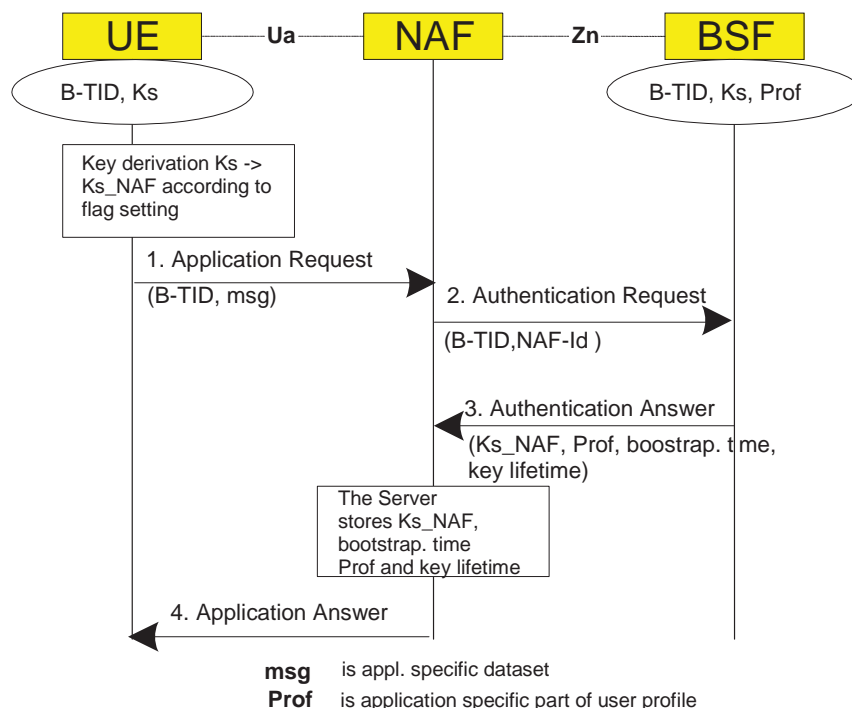 UE
Ua
NAF
Zn
BSF
B-TID, Ks
B-TID, Ks, Prof
Key derivation Ks ->
Ks_NAF according to
flag setting
1. Application Request
(B-TID, msg)
2. Authentication Request
(B-TID,NAF-Id )
3. Authentication Answer
(Ks_NAF, Prof, boostrap. time,
key lifetime)
The Server
stores Ks_NAF,
bootstrap. time
Prof and key lifetime
4. Application Answer
msg is appl. specific dataset
Prof is application specific part of user profile